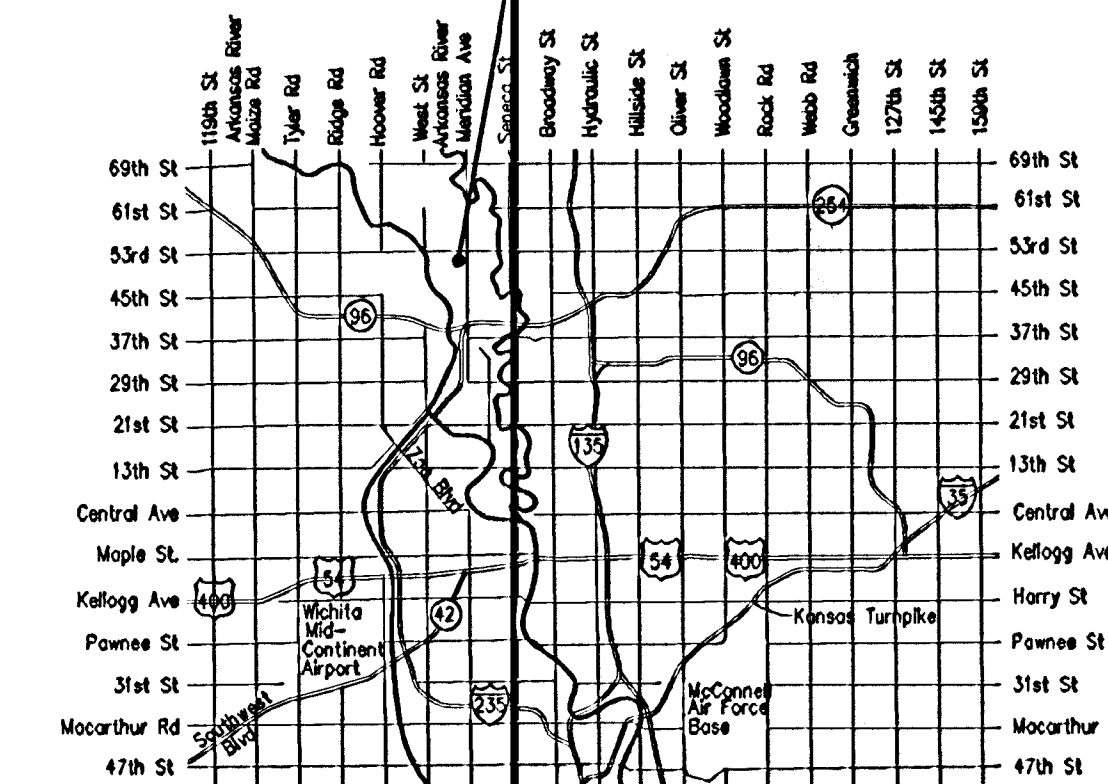 119th St
Arkansas River
Maize Rd
Tyler Rd
Ridge Rd
Hoover Rd
West St
Arkansas River
Meridian Ave
Seneca St
Broadway St
Hydraulic St
Hillside St
Oliver St
Woodlawn St
Rock Rd
Webb Rd
Greenwich
127th St
145th St
159th St
69th St
61st St
53rd St
45th St
37th St
29th St
21st St
13th St
Central Ave
Maple St.
Kellogg Ave
Pawnee St
31st St
Mocarthur Rd
47th St
69th St
61st St
53rd St
45th St
37th St
29th St
21st St
13th St
Central Ave
Kellogg Ave
Harry St
Pawnee St
31st St
Mocarthur
47th St
254
96
96
135
35
Blvd
54
400
54
400
42
Wichita
Mid-
Continent
Airport
Kansas Turnpike
McConnell
Air Force
Base
235
Southwest
Blvd